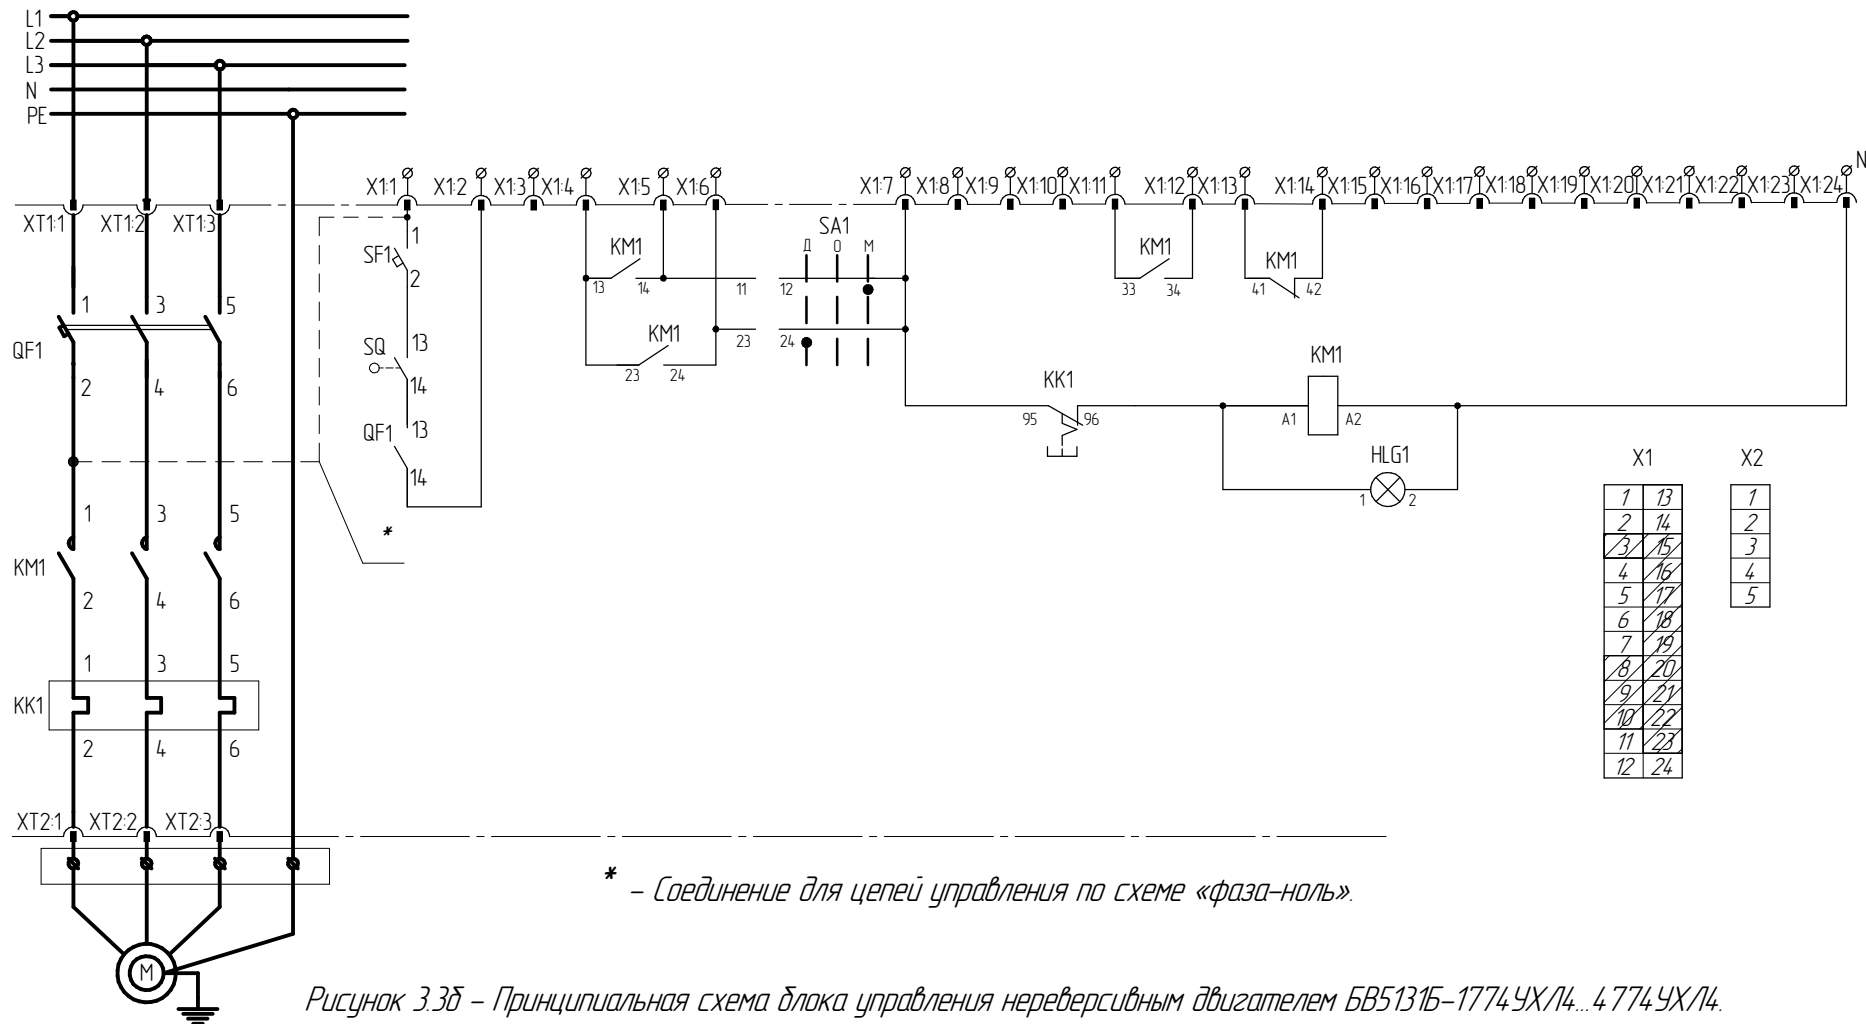 L1
L2
L3
N
PE
N
X1:1 X1:2 X1:3 X1:4 X1:5 X1:6 X1:7 X1:8 X1:9 X1:10 X1:11 X1:12 X1:13 X1:14 X1:15 X1:16 X1:17 X1:18 X1:19 X1:20 X1:21 X1:22 X1:23 X1:24
XT1:1 XT1:2 XT1:3
SF1
1
2
SQ
13
14
QF1
13
14
*
KM1
13 14
11
KM1
23 24
23
SA1
Д О М
12
24
KM1
33 34
KM1
41 42
KK1
95 96
KM1
A1 A2
HLG1
1 2
QF1
1 3 5
2 4 6
KM1
1 3 5
2 4 6
KK1
1 3 5
2 4 6
XT2:1 XT2:2 XT2:3
M
X1
1 13
2 14
3 15
4 16
5 17
6 18
7 19
8 20
9 21
10 22
11 23
12 24
X2
1
2
3
4
5
* – Соединение для цепей управления по схеме «фаза–ноль».
Рисунок 3.3б – Принципиальная схема блока управления нереверсивным двигателем БВ5131Б–1774УХЛ4...4774УХЛ4.